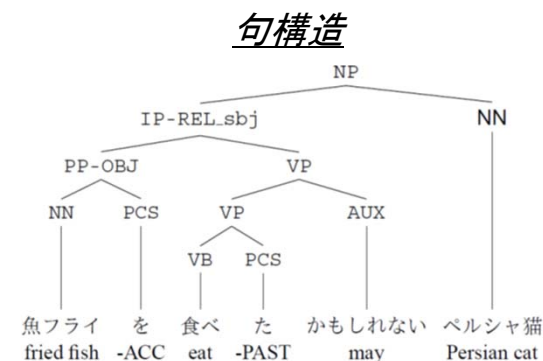 句構造
NP
IP-REL_sbj NN
PP-OBJ VP
NN PCS VP AUX
VB PCS
魚フライ を 食べ た かもしれない ペルシャ猫
fried fish -ACC eat -PAST may Persian cat